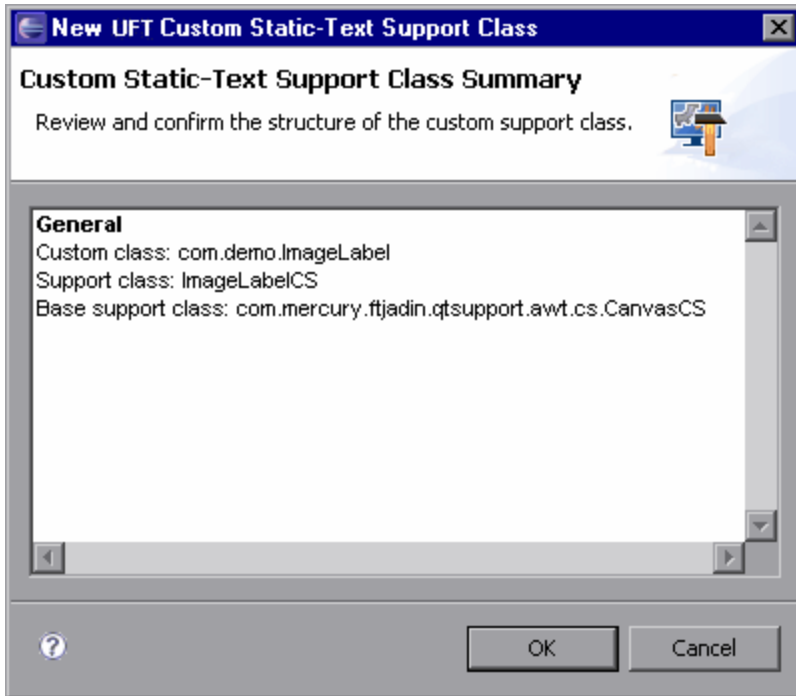 New UFT Custom Static-Text Support Class
Custom Static-Text Support Class Summary
Review and confirm the structure of the custom support class.
General
Custom class: com.demo.ImageLabel
Support class: ImageLabelCS
Base support class: com.mercury.ftjadin.qtsupport.awt.cs.CanvasCS
?
OK
Cancel